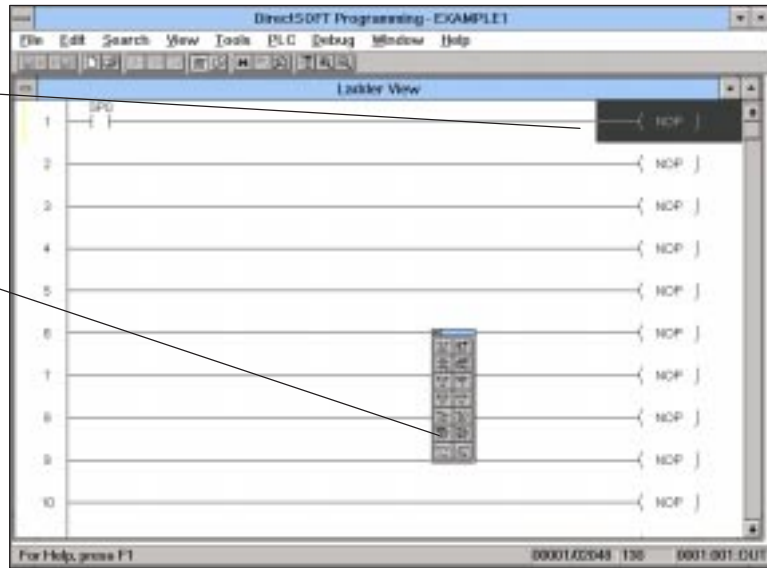 DirectSOFT Programming - EXAMPLE1
File Edit Search View Tools PLC Debug Window Help
Ladder View
SP0
1 ( NOP )
2 ( NOP )
3 ( NOP )
4 ( NOP )
5 ( NOP )
6 ( NOP )
7 ( NOP )
8 ( NOP )
9 ( NOP )
10 ( NOP )
For Help, press F1 00001/02048 130 0001:001:OUT